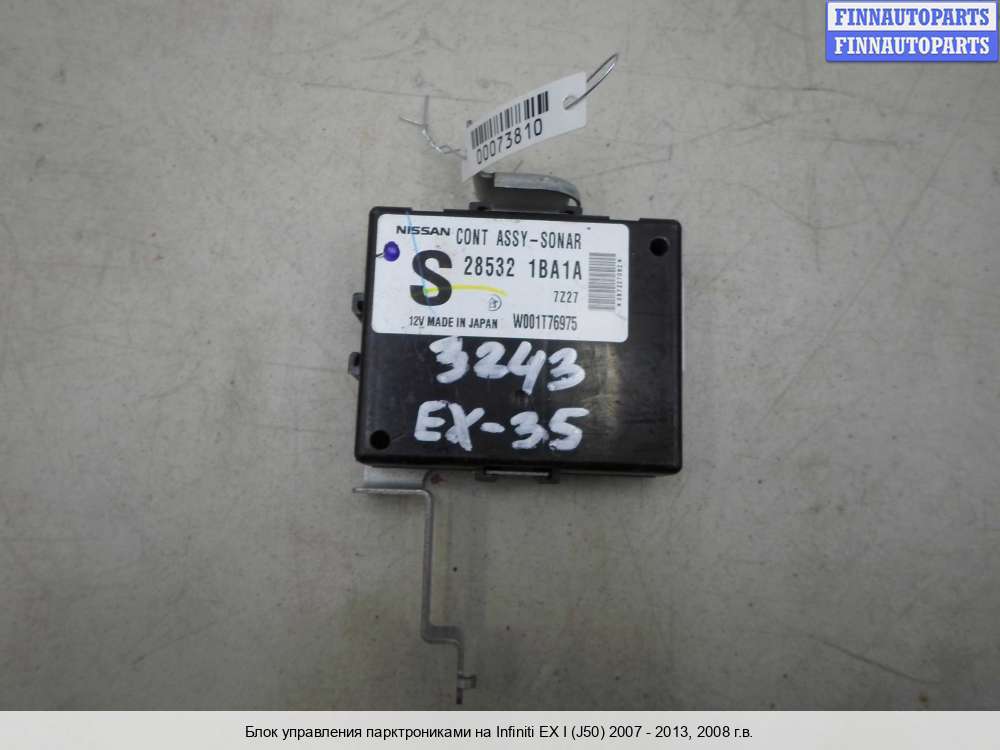 FINNAUTOPARTS
FINNAUTOPARTS
00073810
NISSAN CONT ASSY-SONAR
S 28532 1BA1A
7Z27
12V MADE IN JAPAN W001T76975
3243
EX-35
Блок управления парктрониками на Infiniti EX I (J50) 2007 - 2013, 2008 г.в.